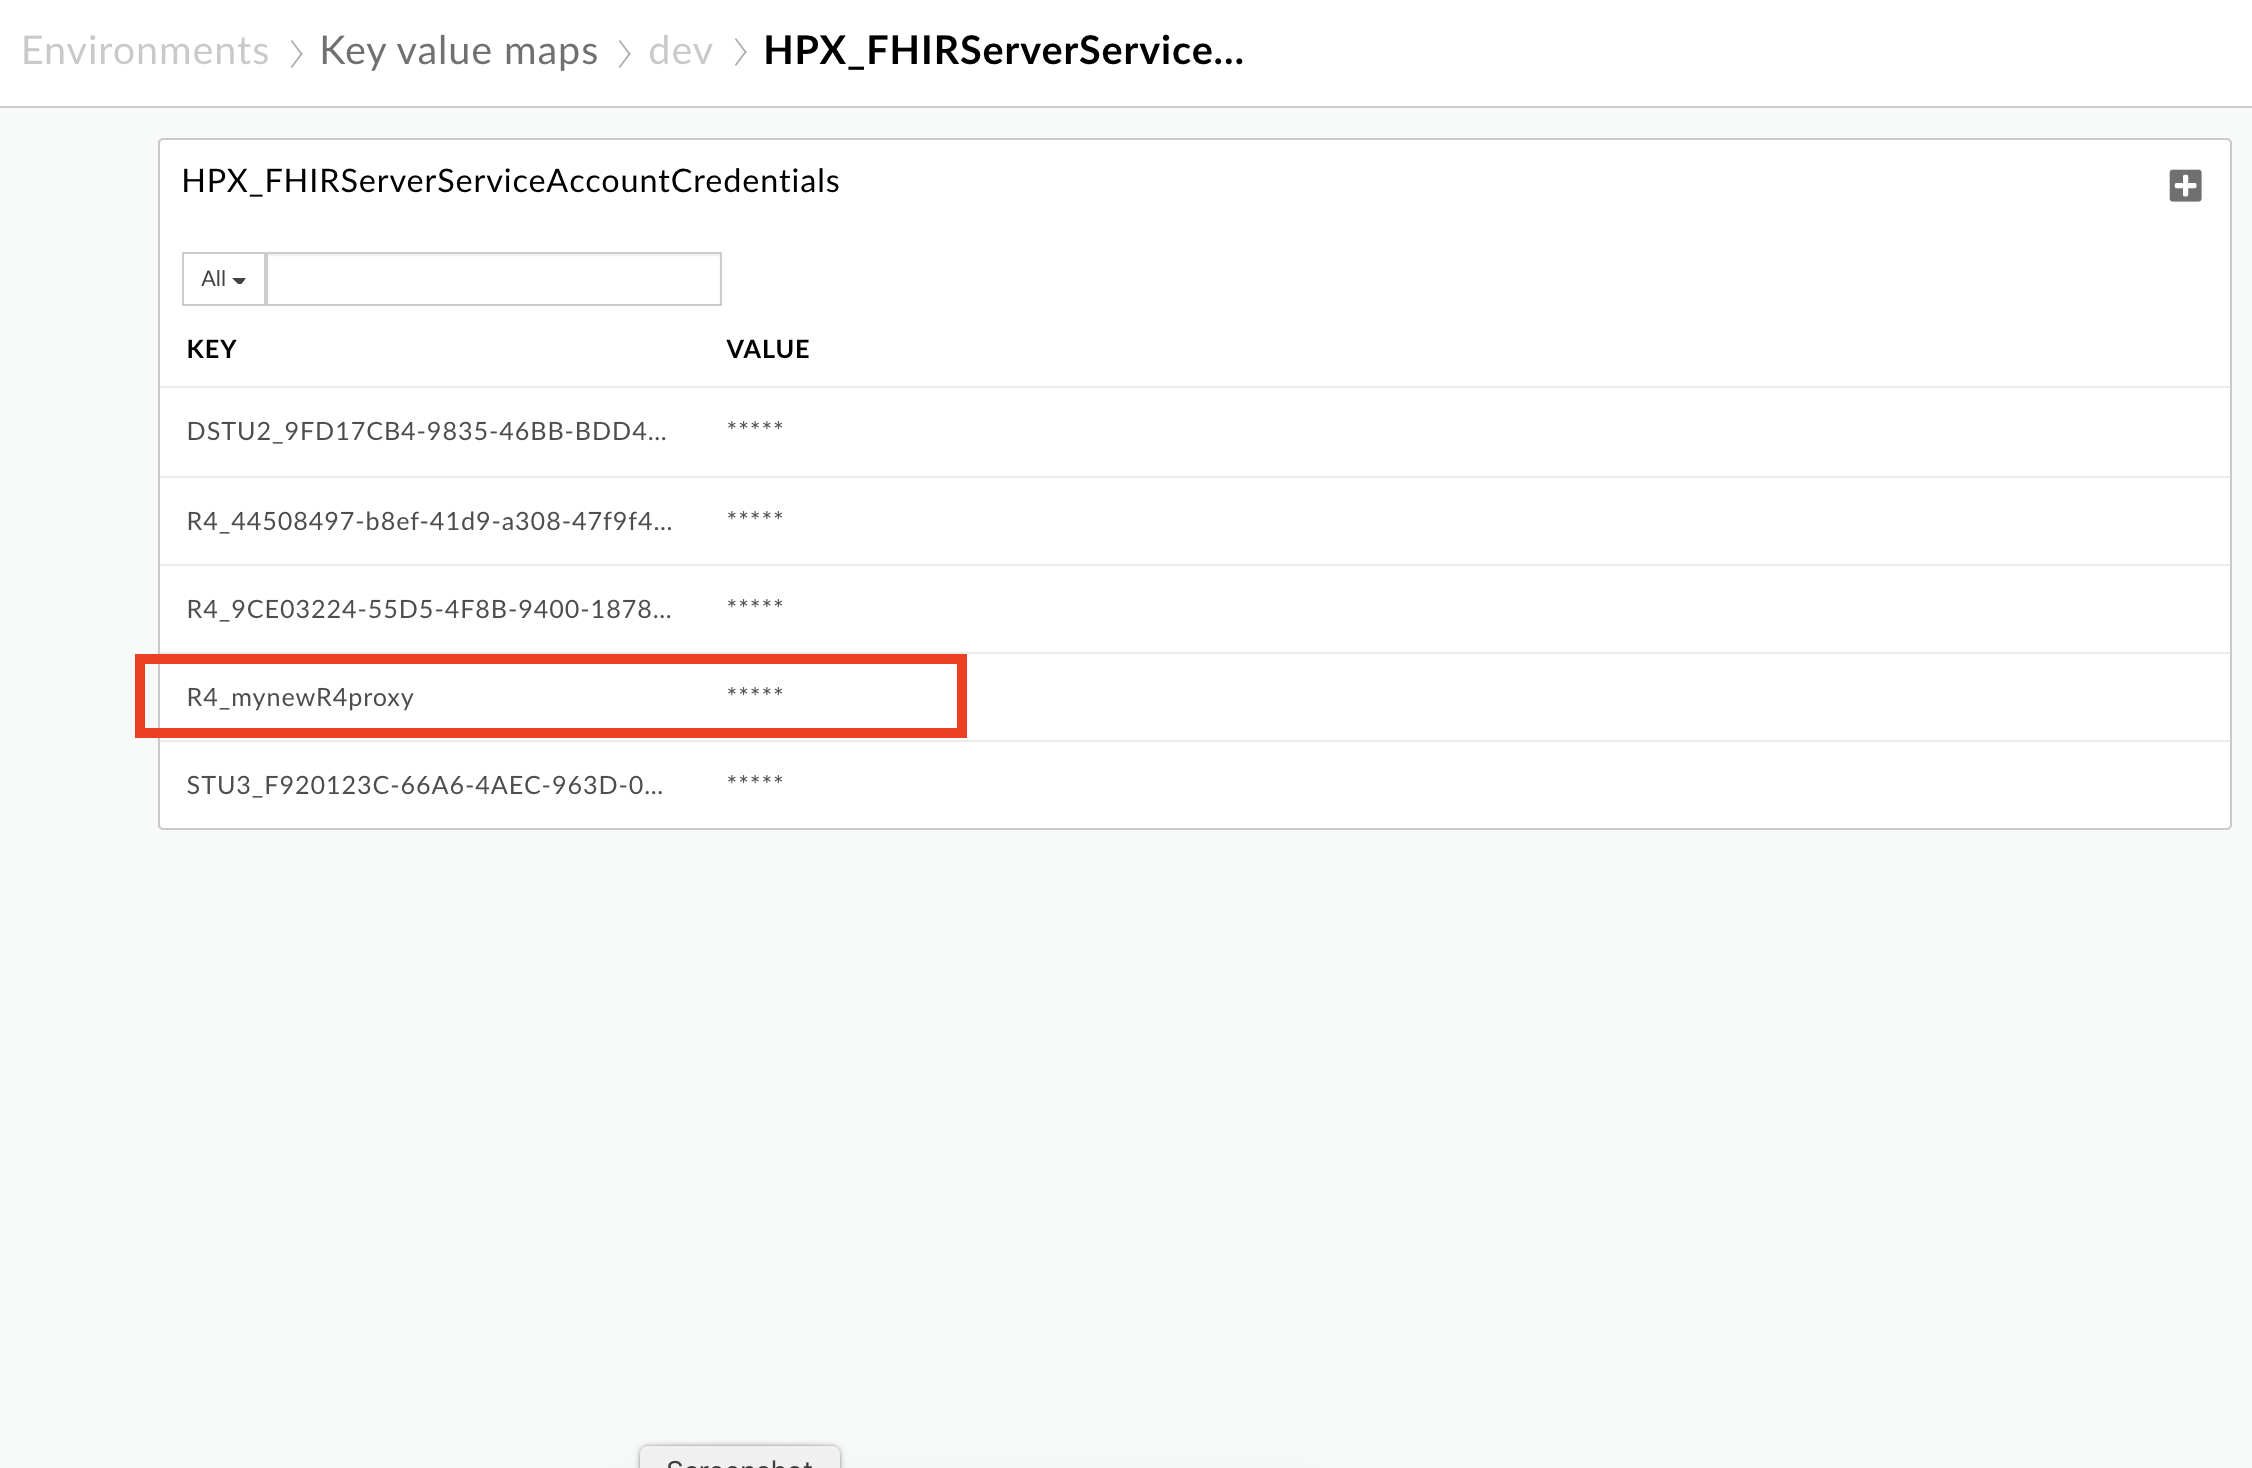 Environments > Key value maps > dev > HPX_FHIRServerService...
HPX_FHIRServerServiceAccountCredentials
All
KEY VALUE
DSTU2_9FD17CB4-9835-46BB-BDD4... *****
R4_44508497-b8ef-41d9-a308-47f9f4... *****
R4_9CE03224-55D5-4F8B-9400-1878... *****
R4_mynewR4proxy *****
STU3_F920123C-66A6-4AEC-963D-0... *****
Screenshot